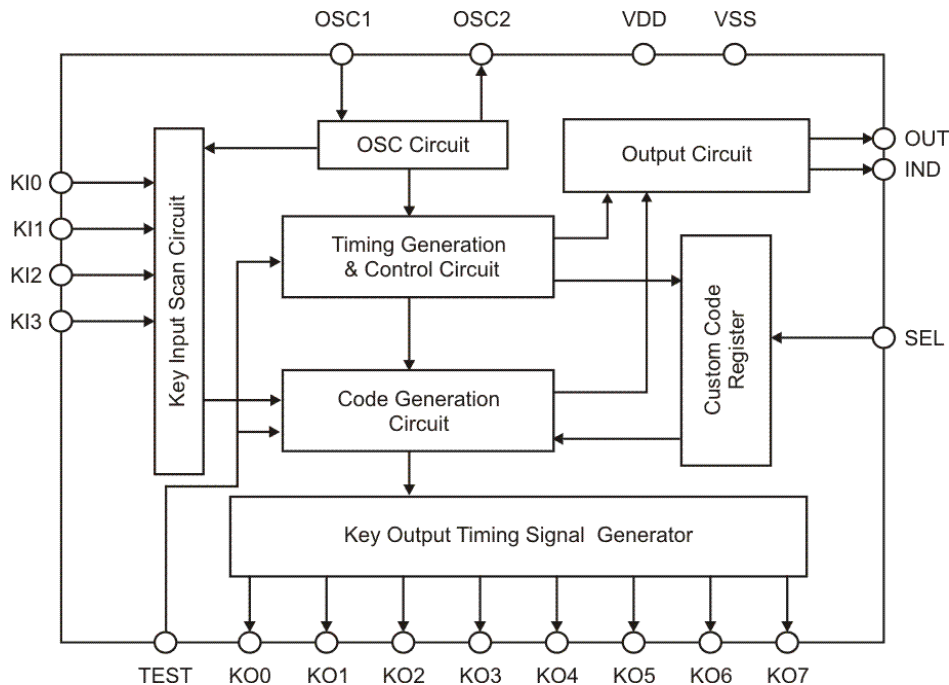 OSC1 OSC2 VDD VSS
OSC Circuit
Output Circuit
OUT
IND
KI0
KI1
KI2
KI3
Key Input Scan Circuit
Timing Generation
& Control Circuit
Custom Code
Register
SEL
Code Generation
Circuit
Key Output Timing Signal Generator
TEST KO0 KO1 KO2 KO3 KO4 KO5 KO6 KO7